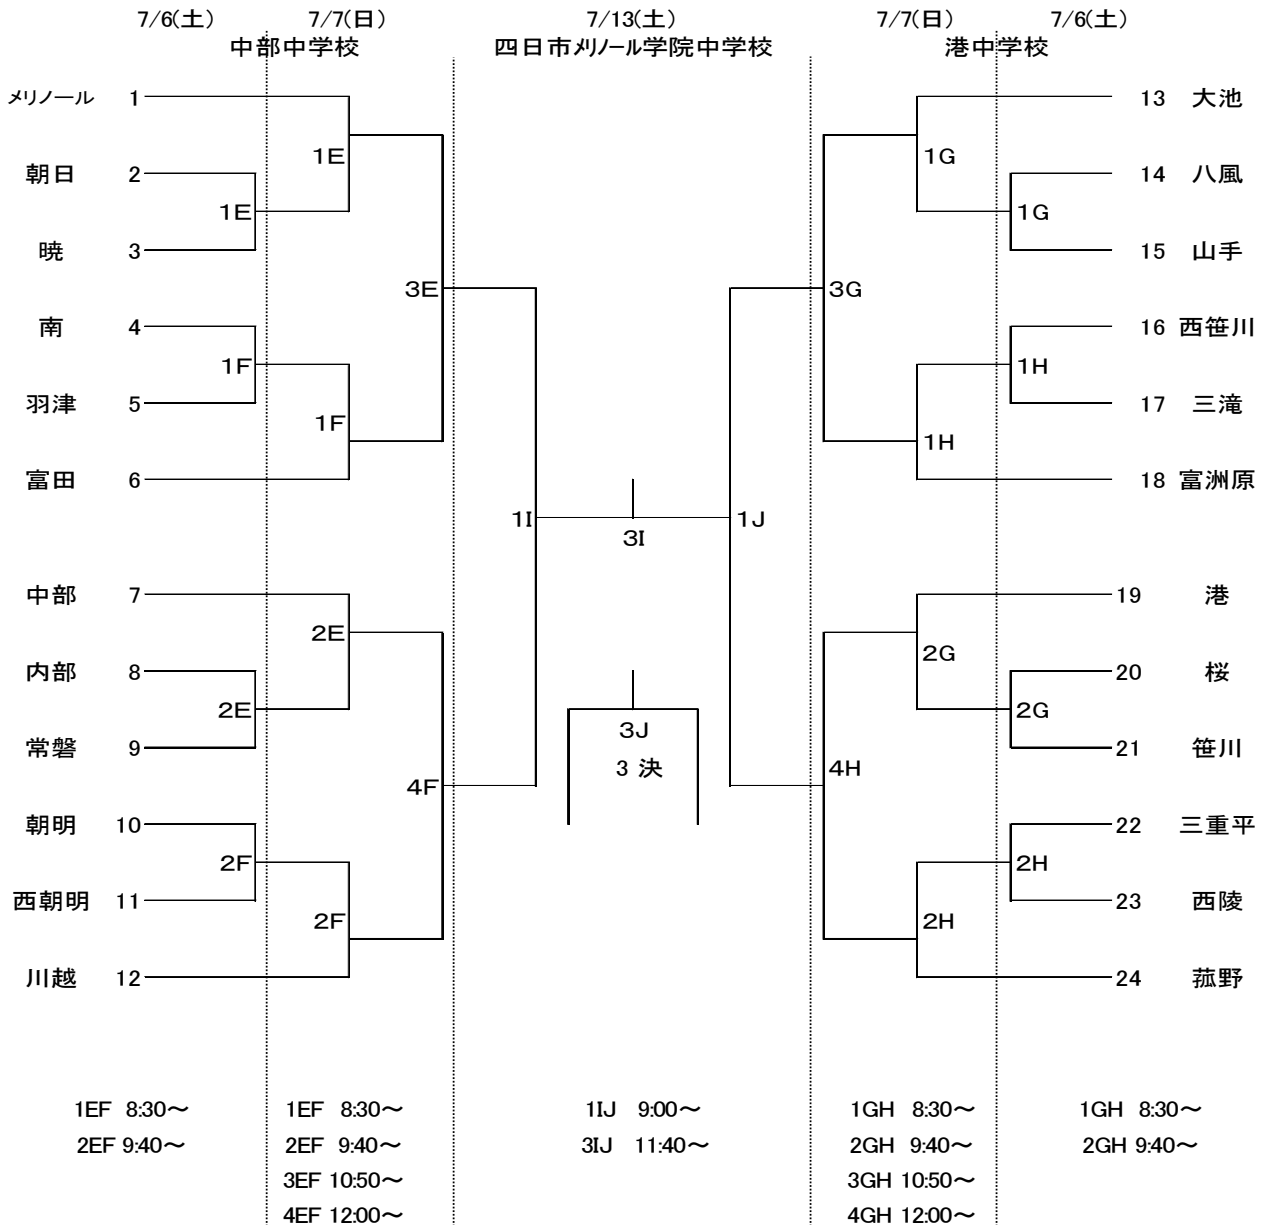 7/6(土) 7/7(日) 7/13(土) 7/7(日) 7/6(土)
中部中学校 四日市メリノール学院中学校 港中学校
メリノール 1 13 大池
1E 1G
朝日 2 14 八風
1E 1G
暁 3 15 山手
3E 3G
南 4 16 西笹川
1F 1H
羽津 5 17 三滝
1F 1H
富田 6 18 富洲原
1I 1J
3I
中部 7 19 港
2E 2G
内部 8 20 桜
2E 2G
3J
常磐 9 21 笹川
3 決 4H
4F
朝明 10 22 三重平
2F 2H
西朝明 11 23 西陵
2F 2H
川越 12 24 菰野
1EF 8:30～ 1EF 8:30～ 1IJ 9:00～ 1GH 8:30～ 1GH 8:30～
2EF 9:40～ 2EF 9:40～ 3IJ 11:40～ 2GH 9:40～ 2GH 9:40～
3EF 10:50～ 3GH 10:50～
4EF 12:00～ 4GH 12:00～